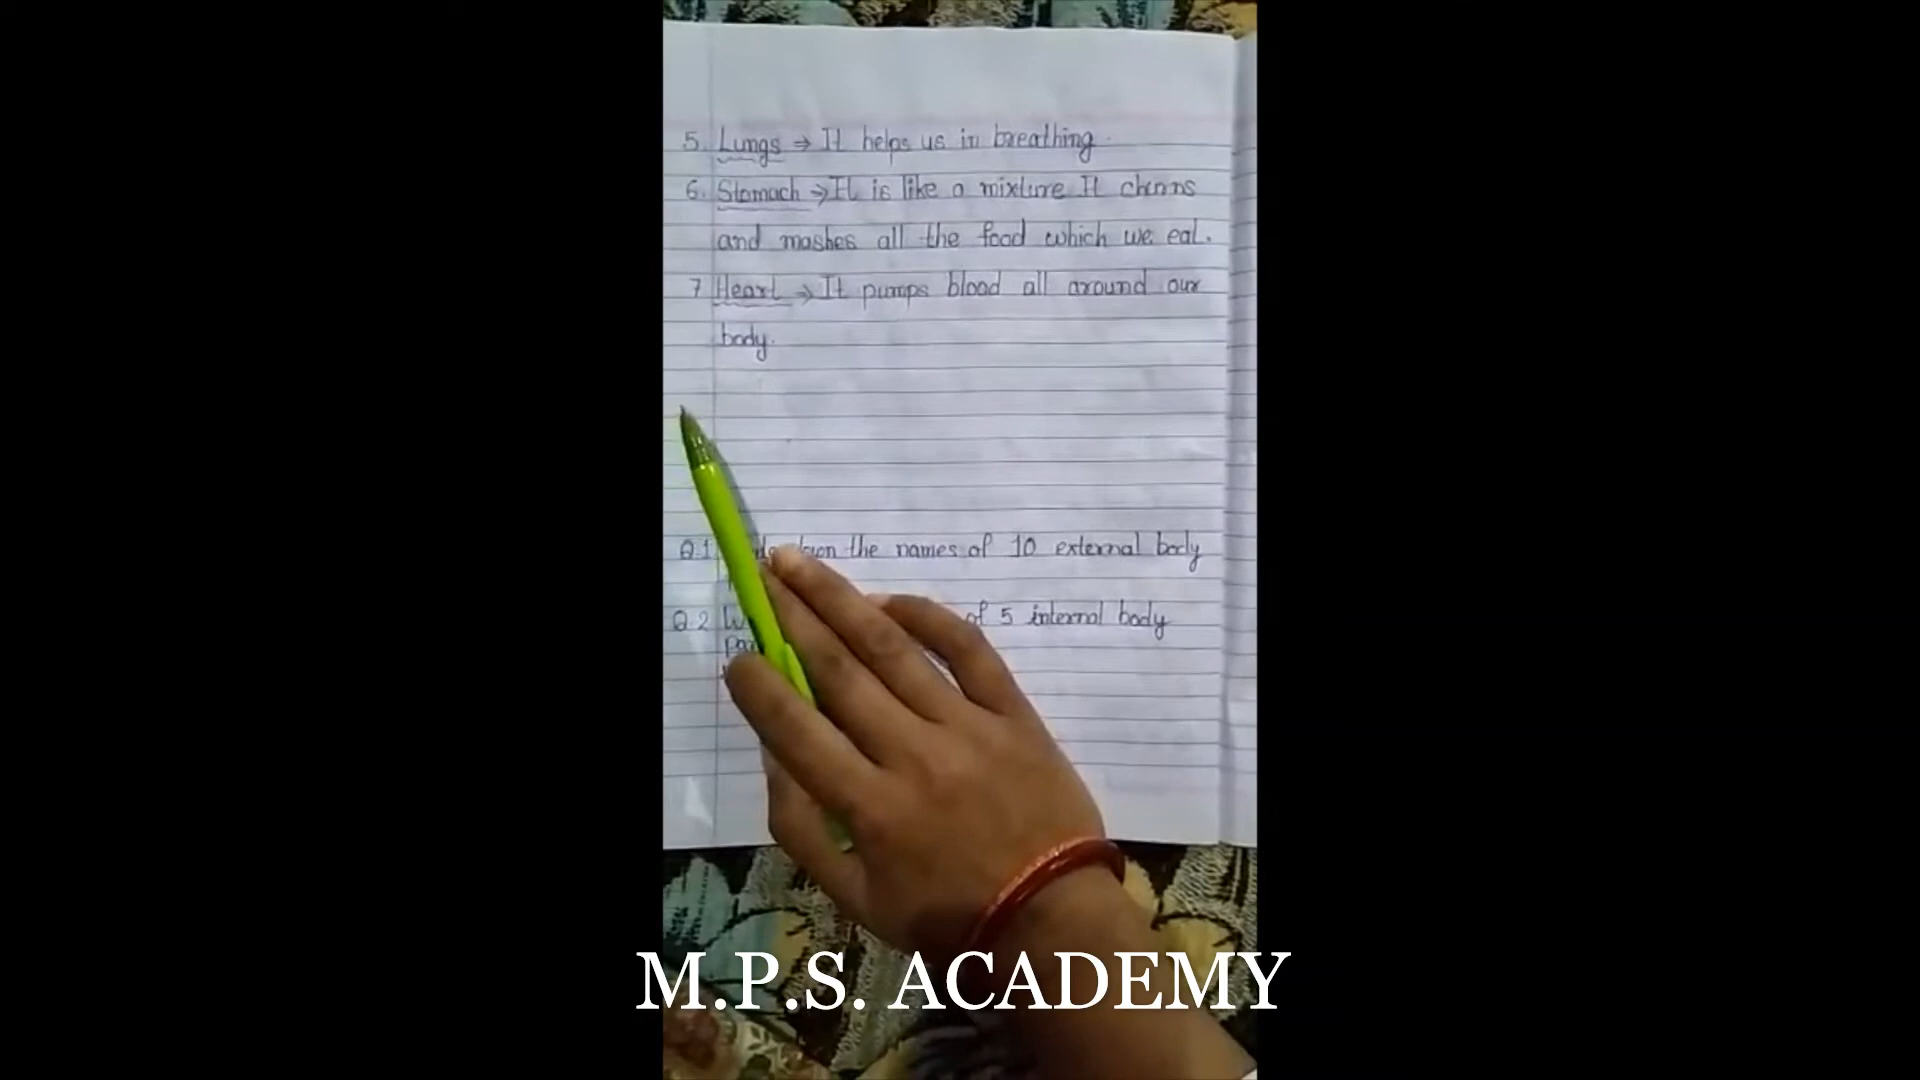 5. Lungs ⇒ It helps us in breathing.
6. Stomach ⇒ It is like a mixture It churns
and mashes all the food which we eat.
7 Heart ⇒ It pumps blood all around our
body.
Q.1 down the names of 10 external body
Q.2 of 5 internal body
M.P.S. ACADEMY